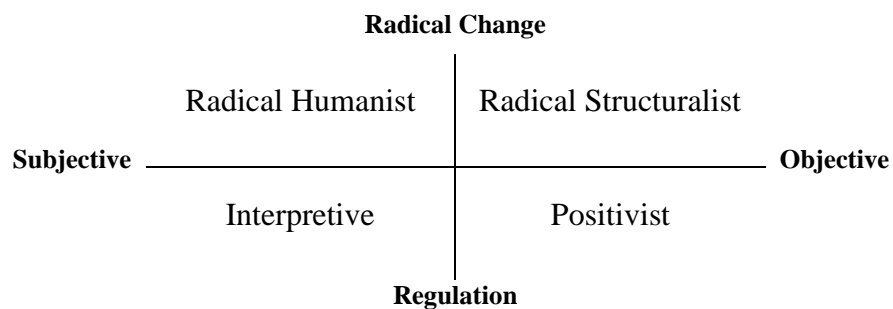 Radical Change
Radical Humanist Radical Structuralist
Subjective Objective
Interpretive Positivist
Regulation